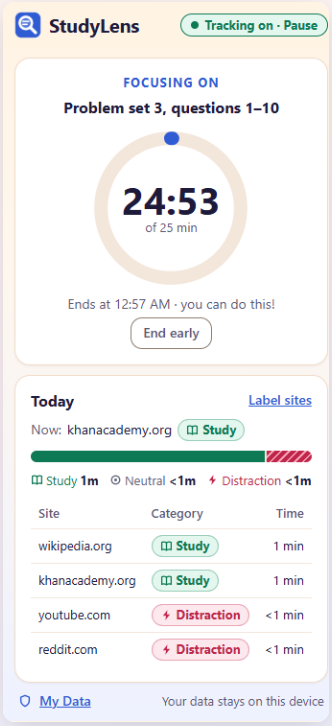 StudyLens
Tracking on · Pause
FOCUSING ON
Problem set 3, questions 1–10
24:53
of 25 min
Ends at 12:57 AM · you can do this!
End early
Today Label sites
Now: khanacademy.org Study
Study 1m Neutral <1m Distraction <1m
Site Category Time
wikipedia.org Study 1 min
khanacademy.org Study 1 min
youtube.com Distraction <1 min
reddit.com Distraction <1 min
My Data Your data stays on this device